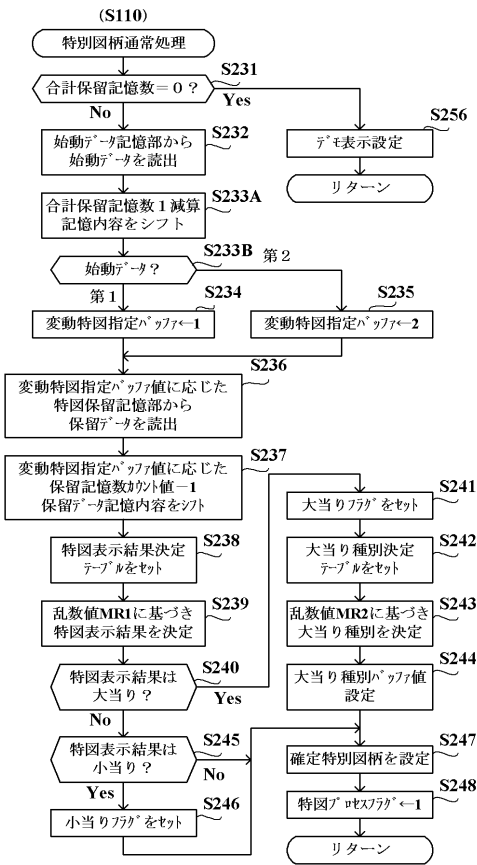 (S110)
特別図柄通常処理
S231
合計保留記憶数=0?
No
Yes
S232
始動ﾃﾞｰﾀ記憶部から
始動ﾃﾞｰﾀを読出
S256
ﾃﾞﾓ表示設定
リターン
S233A
合計保留記憶数1減算
記憶内容をシフト
S233B
始動ﾃﾞｰﾀ?
第1
第2
S234
変動特図指定ﾊﾞｯﾌｧ←1
S235
変動特図指定ﾊﾞｯﾌｧ←2
S236
変動特図指定ﾊﾞｯﾌｧ値に応じた
特図保留記憶部から
保留データを読出
S237
変動特図指定ﾊﾞｯﾌｧ値に応じた
保留記憶数ｶｳﾝﾄ値-1
保留ﾃﾞｰﾀ記憶内容をｼﾌﾄ
S238
特図表示結果決定
テーブルをセット
S239
乱数値MR1に基づき
特図表示結果を決定
S240
特図表示結果は
大当り?
Yes
No
S245
特図表示結果は
小当り?
No
Yes
S246
小当りﾌﾗｸﾞをセット
S241
大当りﾌﾗｸﾞをセット
S242
大当り種別決定
テーブルをセット
S243
乱数値MR2に基づき
大当り種別を決定
S244
大当り種別ﾊﾞｯﾌｧ値
設定
S247
確定特別図柄を設定
S248
特図ﾌﾟﾛｾｽﾌﾗｸﾞ←1
リターン